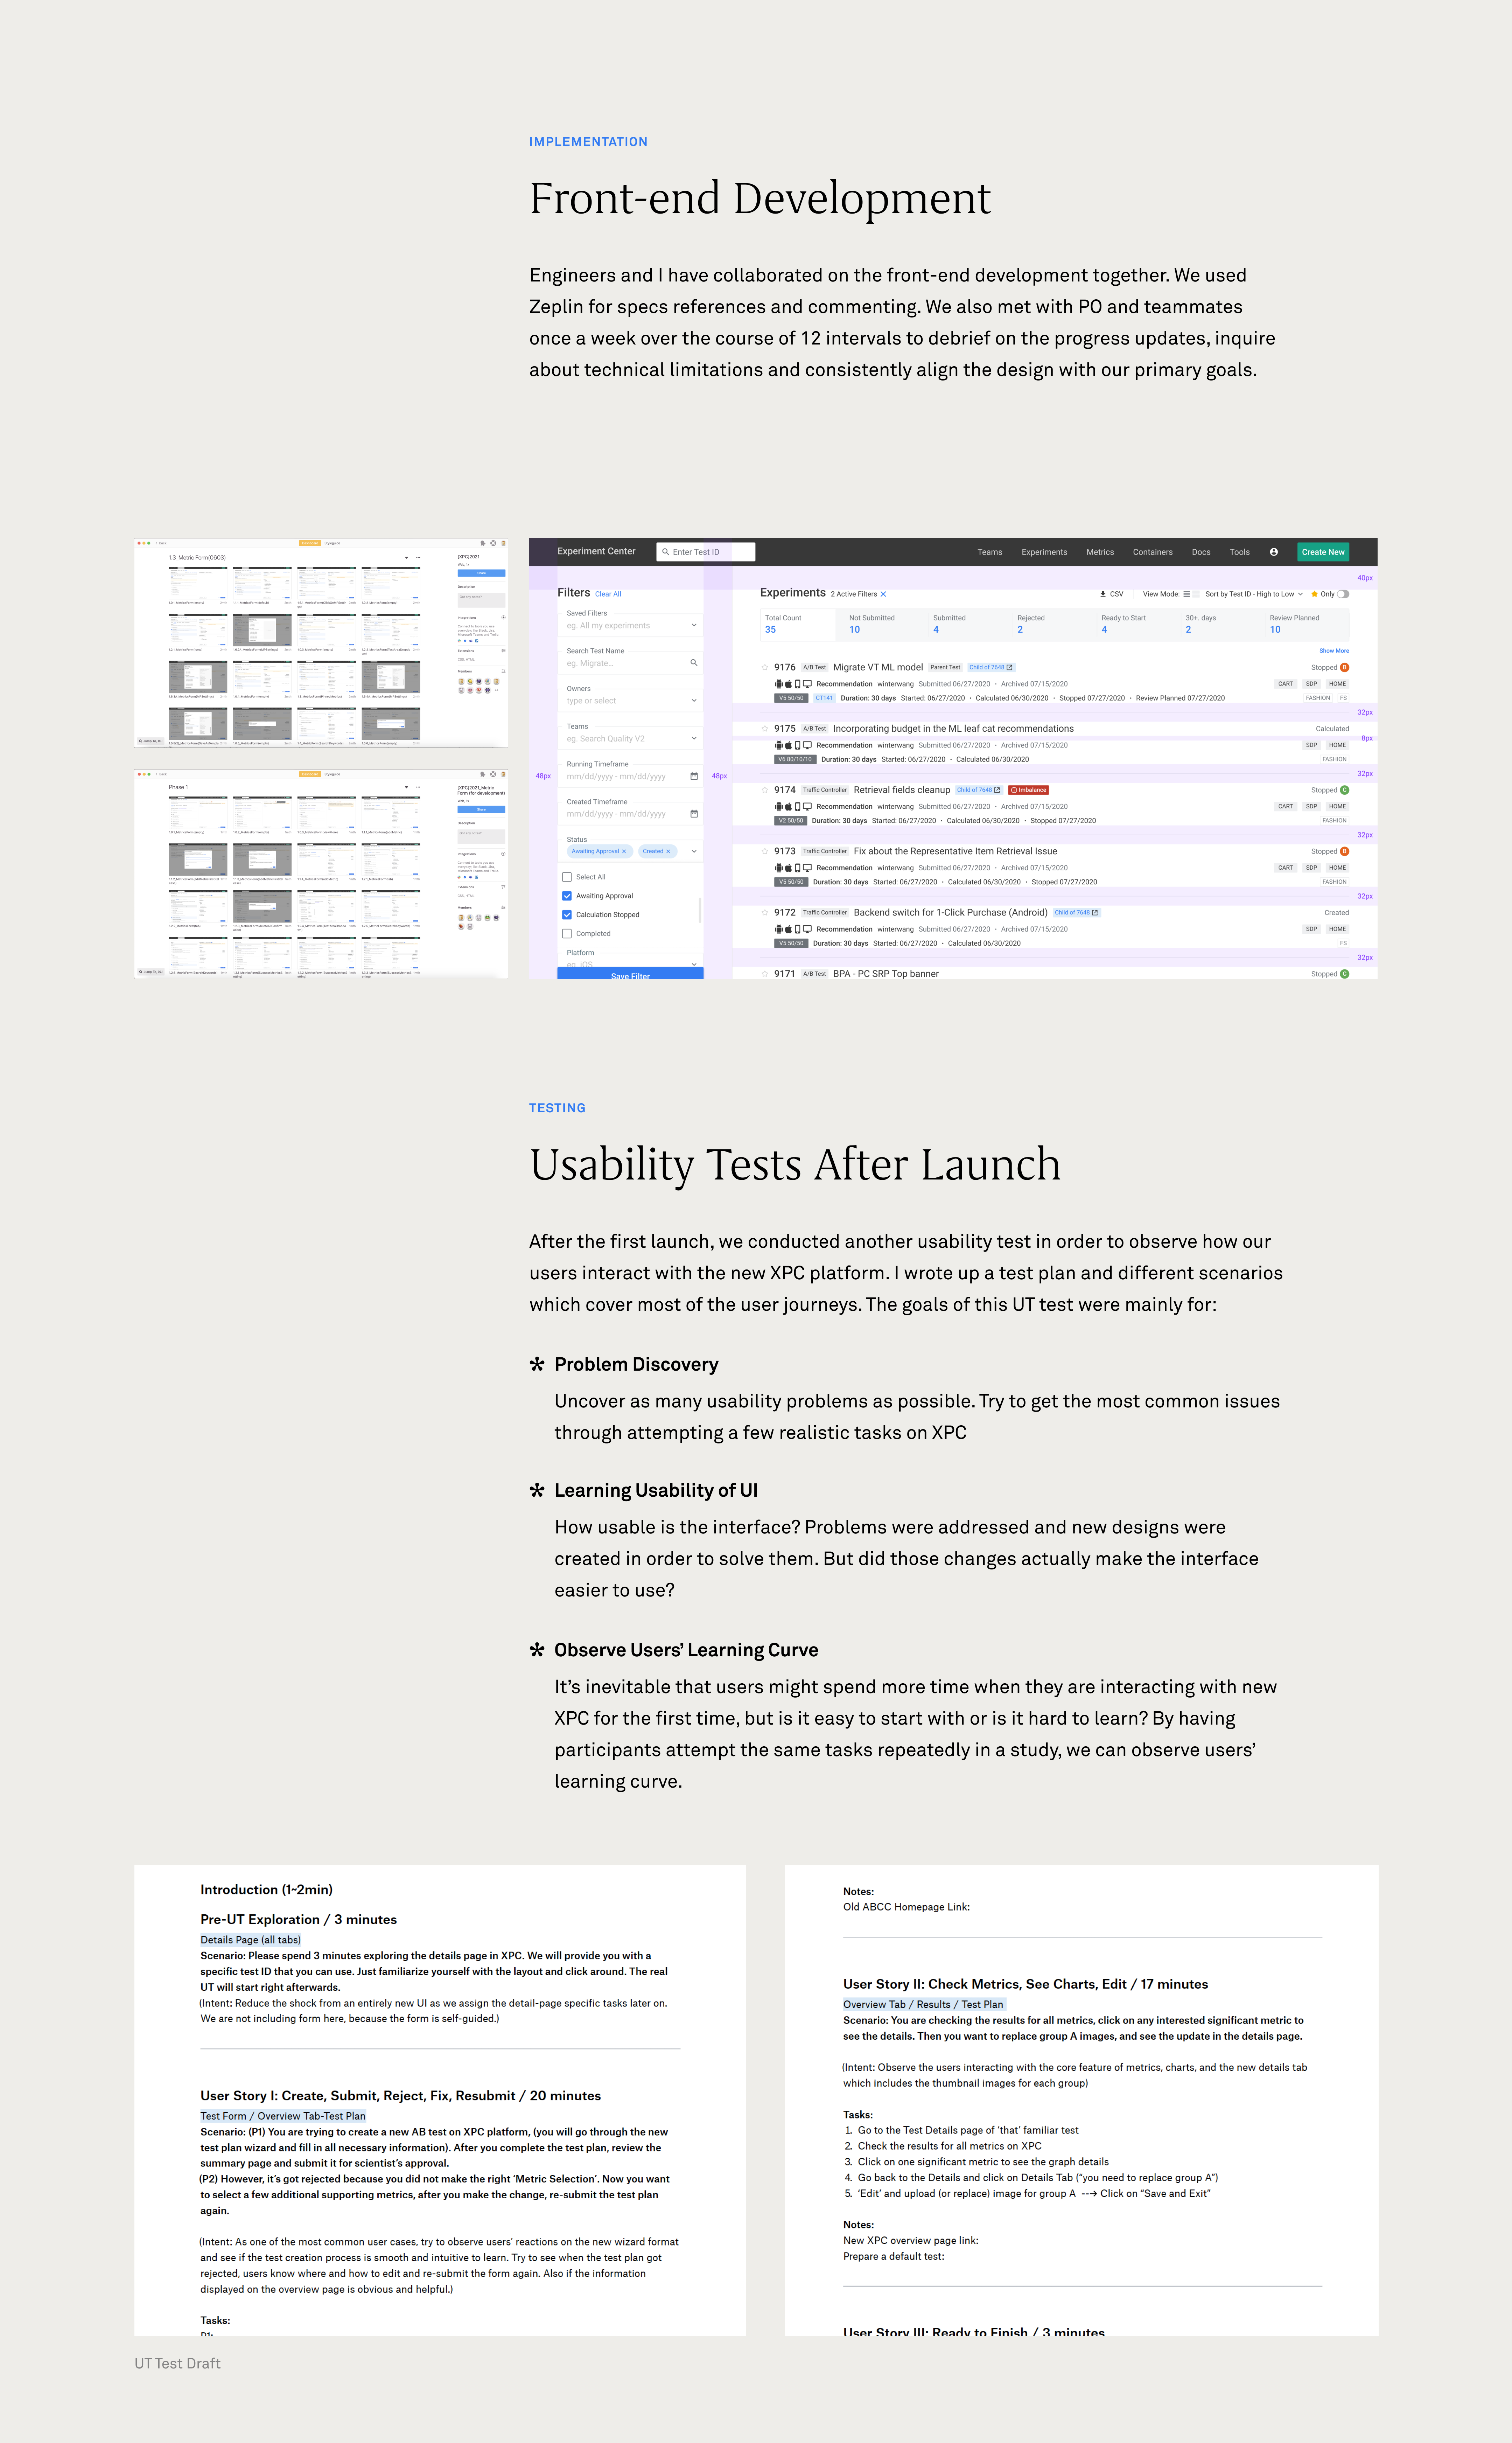 IMPLEMENTATION
Front-end Development
Engineers and I have collaborated on the front-end development together. We used
Zeplin for specs references and commenting. We also met with PO and teammates
once a week over the course of 12 intervals to debrief on the progress updates, inquire
about technical limitations and consistently align the design with our primary goals.
1.3_Metric Form(0603)
[XPC]2021
Share
Description
Integrations
Extensions
Members
Phase 1
[XPC]2021_Metric
Form (for development)
Share
Description
Integrations
Extensions
Members
Experiment Center
Enter Test ID
Teams Experiments Metrics Containers Docs Tools Create New
40px
Filters Clear All
Saved Filters
eg. All my experiments
Search Test Name
eg. Migrate...
Owners
type or select
Teams
eg. Search Quality V2
Running Timeframe
mm/dd/yyyy - mm/dd/yyyy
48px 48px
Created Timeframe
mm/dd/yyyy - mm/dd/yyyy
Status
Awaiting Approval × Created ×
Select All
Awaiting Approval
Calculation Stopped
Completed
Platform
eg. iOS
Save Filter
Experiments 2 Active Filters × CSV View Mode: Sort by Test ID - High to Low Only
Total Count Not Submitted Submitted Rejected Ready to Start 30+. days Review Planned
35 10 4 2 4 2 10
Show More
9176 A/B Test Migrate VT ML model Parent Test Child of 7648 Stopped B
Recommendation winterwang Submitted 06/27/2020 • Archived 07/15/2020 CART SDP HOME
V5 50/50 CT141 Duration: 30 days Started: 06/27/2020 • Calculated 06/30/2020 • Stopped 07/27/2020 • Review Planned 07/27/2020 FASHION FS
32px
9175 A/B Test Incorporating budget in the ML leaf cat recommendations Calculated
8px
Recommendation winterwang Submitted 06/27/2020 • Archived 07/15/2020 SDP HOME
V6 80/10/10 Duration: 30 days Started: 06/27/2020 • Calculated 06/30/2020 FASHION
32px
9174 Traffic Controller Retrieval fields cleanup Child of 7648 Imbalance Stopped C
Recommendation winterwang Submitted 06/27/2020 • Archived 07/15/2020 CART SDP HOME
V2 50/50 Duration: 30 days Started: 06/27/2020 • Calculated 06/30/2020 • Stopped 07/27/2020 FASHION
32px
9173 Traffic Controller Fix about the Representative Item Retrieval Issue Stopped B
Recommendation winterwang Submitted 06/27/2020 • Archived 07/15/2020 CART SDP HOME
V5 50/50 Duration: 30 days Started: 06/27/2020 • Calculated 06/30/2020 • Stopped 07/27/2020 FASHION
32px
9172 Traffic Controller Backend switch for 1-Click Purchase (Android) Child of 7648 Created
Recommendation winterwang Submitted 06/27/2020 • Archived 07/15/2020 SDP HOME
V5 50/50 Duration: 30 days Started: 06/27/2020 • Calculated 06/30/2020 FS
32px
9171 A/B Test BPA - PC SRP Top banner Stopped C
TESTING
Usability Tests After Launch
After the first launch, we conducted another usability test in order to observe how our
users interact with the new XPC platform. I wrote up a test plan and different scenarios
which cover most of the user journeys. The goals of this UT test were mainly for:
* Problem Discovery
Uncover as many usability problems as possible. Try to get the most common issues
through attempting a few realistic tasks on XPC
* Learning Usability of UI
How usable is the interface? Problems were addressed and new designs were
created in order to solve them. But did those changes actually make the interface
easier to use?
* Observe Users’ Learning Curve
It’s inevitable that users might spend more time when they are interacting with new
XPC for the first time, but is it easy to start with or is it hard to learn? By having
participants attempt the same tasks repeatedly in a study, we can observe users’
learning curve.
Introduction (1~2min)
Pre-UT Exploration / 3 minutes
Details Page (all tabs)
Scenario: Please spend 3 minutes exploring the details page in XPC. We will provide you with a
specific test ID that you can use. Just familiarize yourself with the layout and click around. The real
UT will start right afterwards.
(Intent: Reduce the shock from an entirely new UI as we assign the detail-page specific tasks later on.
We are not including form here, because the form is self-guided.)
User Story I: Create, Submit, Reject, Fix, Resubmit / 20 minutes
Test Form / Overview Tab-Test Plan
Scenario: (P1) You are trying to create a new AB test on XPC platform, (you will go through the new
test plan wizard and fill in all necessary information). After you complete the test plan, review the
summary page and submit it for scientist’s approval.
(P2) However, it’s got rejected because you did not make the right ‘Metric Selection’. Now you want
to select a few additional supporting metrics, after you make the change, re-submit the test plan
again.
(Intent: As one of the most common user cases, try to observe users’ reactions on the new wizard format
and see if the test creation process is smooth and intuitive to learn. Try to see when the test plan got
rejected, users know where and how to edit and re-submit the form again. Also if the information
displayed on the overview page is obvious and helpful.)
Tasks:
P1:
Notes:
Old ABCC Homepage Link:
User Story II: Check Metrics, See Charts, Edit / 17 minutes
Overview Tab / Results / Test Plan
Scenario: You are checking the results for all metrics, click on any interested significant metric to
see the details. Then you want to replace group A images, and see the update in the details page.
(Intent: Observe the users interacting with the core feature of metrics, charts, and the new details tab
which includes the thumbnail images for each group)
Tasks:
1. Go to the Test Details page of ‘that’ familiar test
2. Check the results for all metrics on XPC
3. Click on one significant metric to see the graph details
4. Go back to the Details and click on Details Tab (“you need to replace group A”)
5. ‘Edit’ and upload (or replace) image for group A --→ Click on “Save and Exit”
Notes:
New XPC overview page link:
Prepare a default test:
User Story III: Ready to Finish / 3 minutes
UT Test Draft